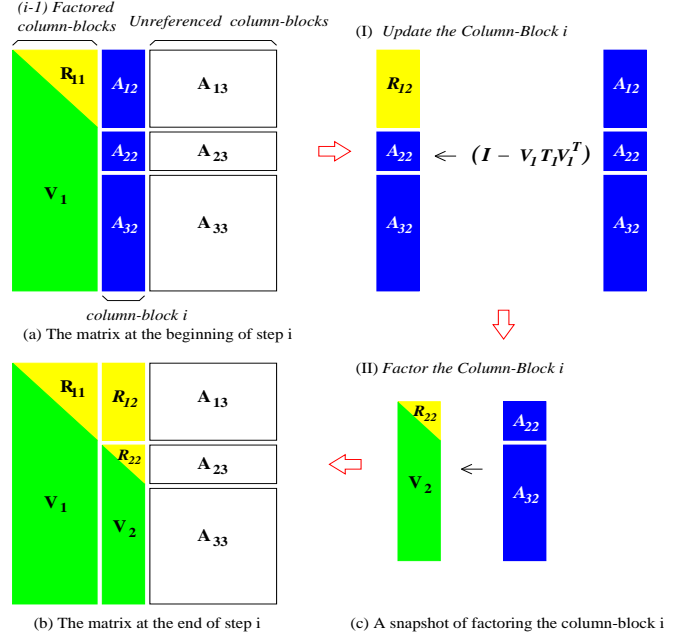 (i-1) Factored
column-blocks
Unreferenced column-blocks
R11 A12 A13
A22 A23
V1
A32 A33
column-block i
(a) The matrix at the beginning of step i
(I) Update the Column-Block i
R12 A12
A22 ← (I − V1 T1 V1^T) A22
A32 A32
(II) Factor the Column-Block i
R22 A22
V2 ← A32
R11 R12 A13
R22 A23
V1 V2 A33
(b) The matrix at the end of step i
(c) A snapshot of factoring the column-block i